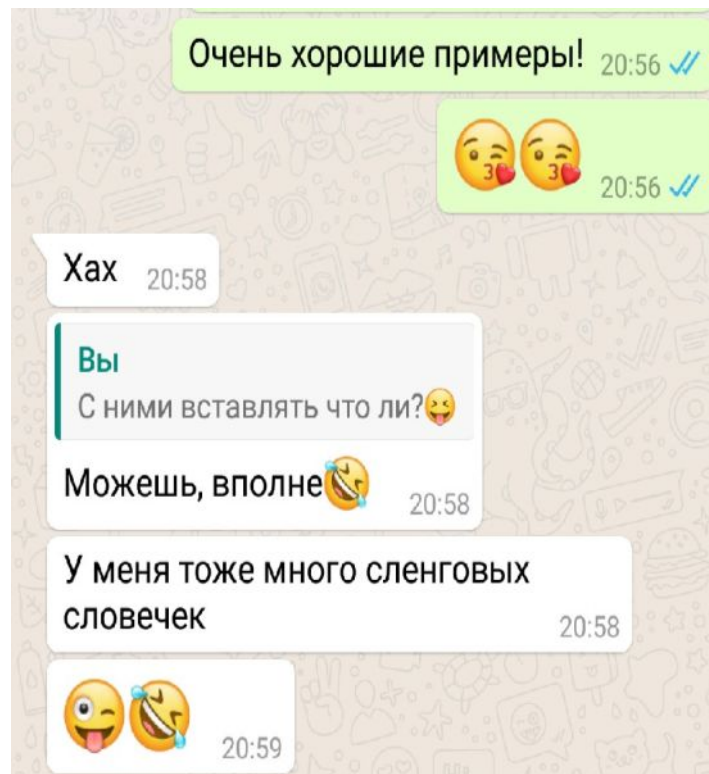 Очень хорошие примеры! 20:56
😘😘 20:56
Хах 20:58
Вы
С ними вставлять что ли?😝
Можешь, вполне🤣 20:58
У меня тоже много сленговых
словечек 20:58
😜🤣 20:59